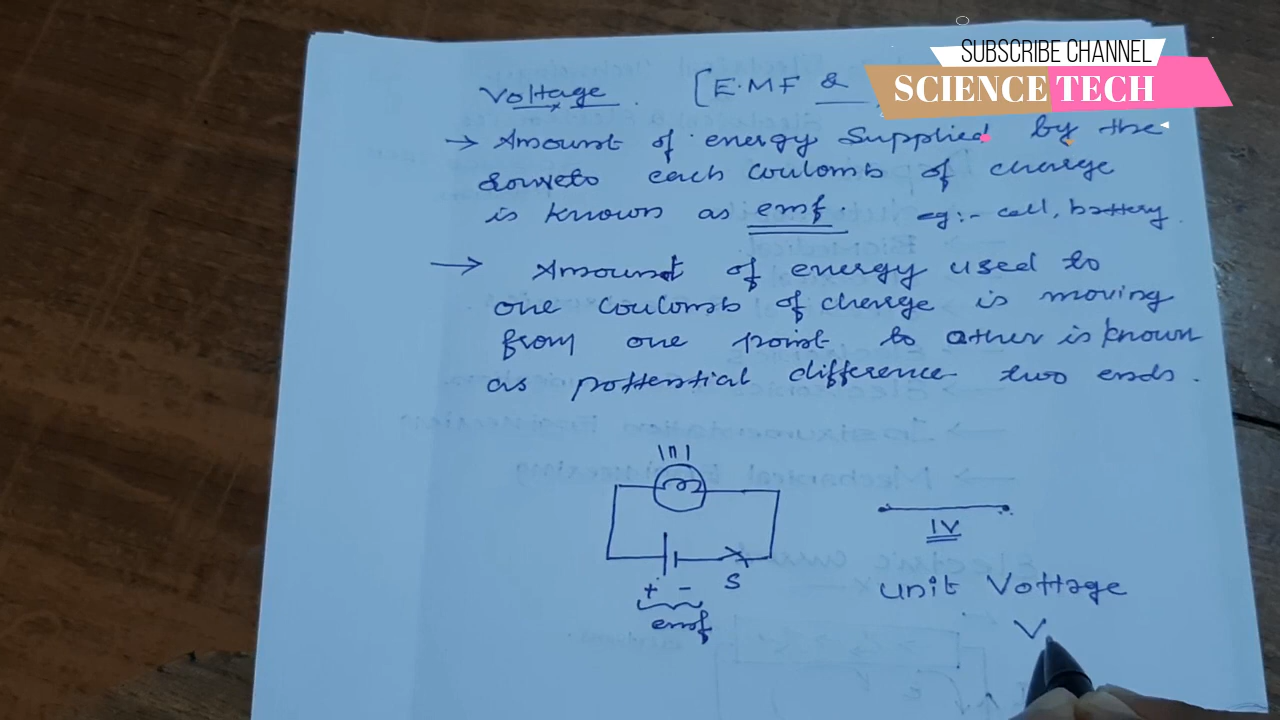 SUBSCRIBE CHANNEL
SCIENCE TECH
Voltage. [E.MF &
→ Amount of energy Supplied by the
to each Coulomb of charge
is known as emf. eg:- cell, battery.
→ Amount of energy used to
one coulomb of charge is moving
from one point to other is known
as pottential difference two ends.
+ - S
emf
1V
unit Voltage
V